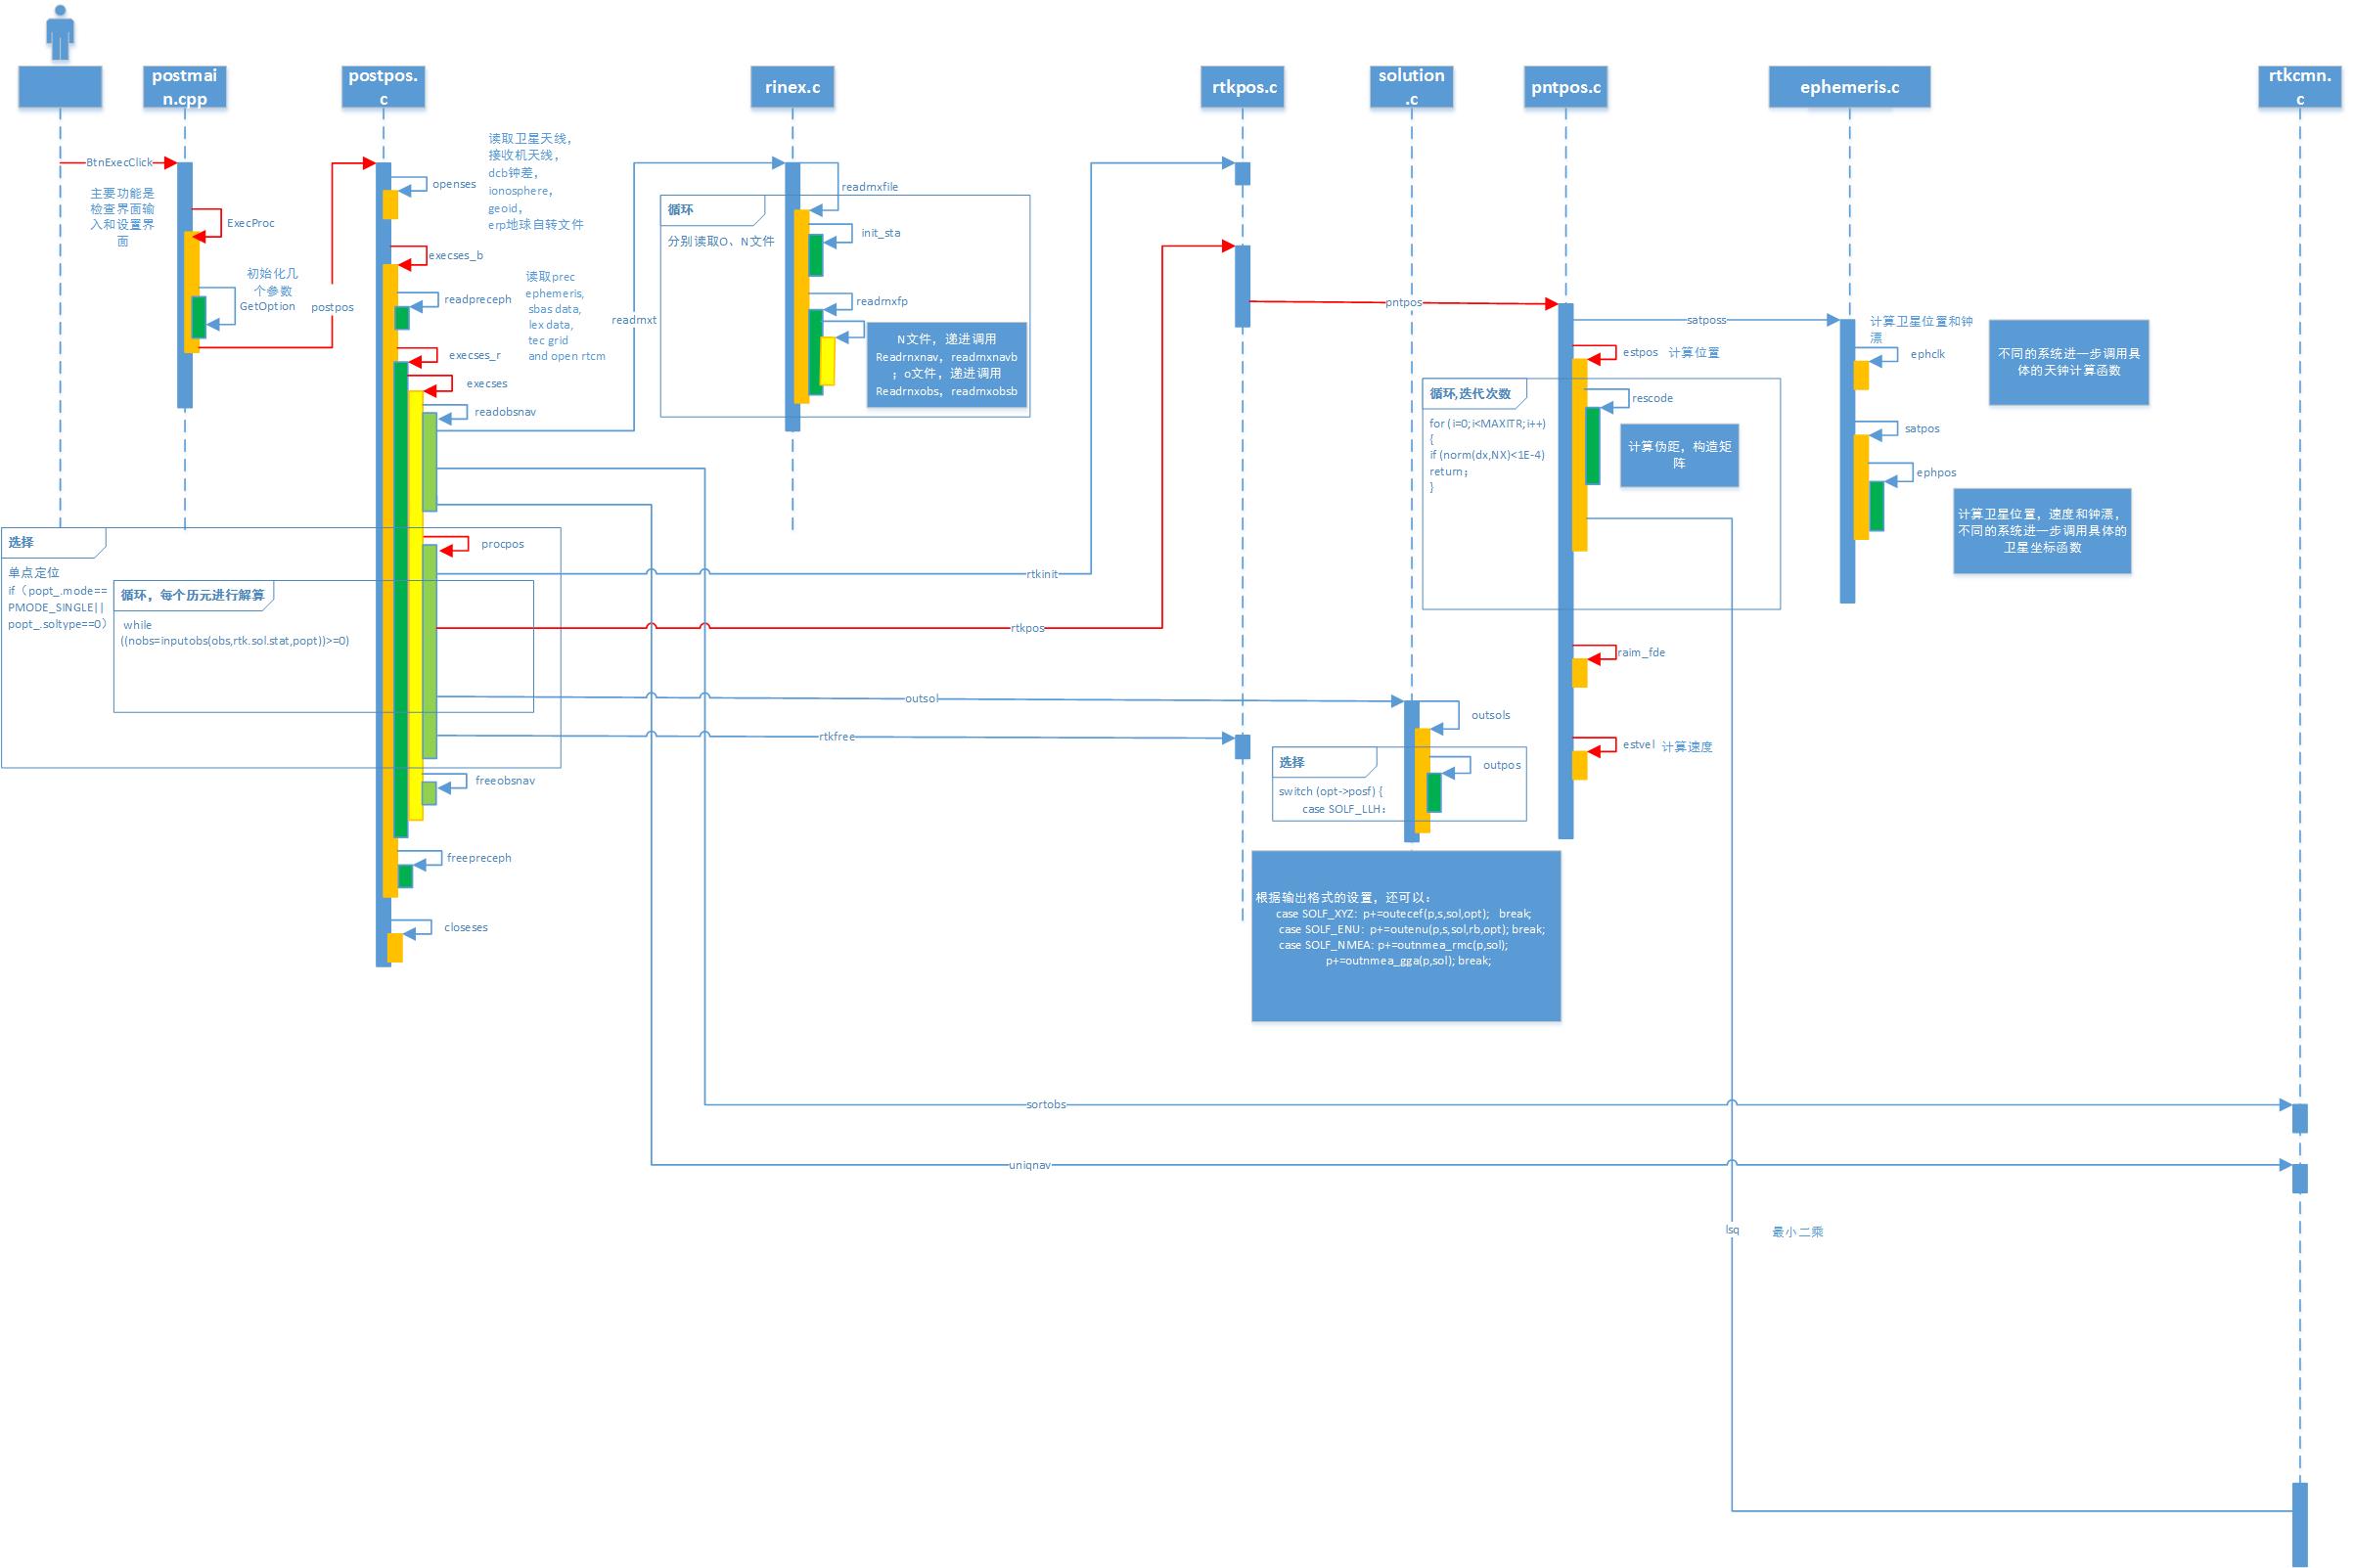 postmai
n.cpp
postpos.
c
rinex.c
rtkpos.c
solution
.c
pntpos.c
ephemeris.c
rtkcmn.
c
BtnExecClick
主要功能是
检查界面输
入和设置界
面
ExecProc
初始化几
个参数
GetOption
postpos
openses
读取卫星天线，
接收机天线，
dcb钟差，
ionosphere，
geoid，
erp地球自转文件
execses_b
readpreceph
读取prec
ephemeris,
sbas data,
lex data,
tec grid
and open rtcm
execses_r
execses
readobsnav
readrnxt
readrnxfile
循环
分别读取O、N文件
init_sta
readrnxfp
N文件，递进调用
Readrnxnav，readrnxnavb
；o文件，递进调用
Readrnxobs，readrnxobsb
pntpos
satposs
计算卫星位置和钟
漂
ephclk
不同的系统进一步调用具
体的天钟计算函数
estpos 计算位置
循环,迭代次数
for (i=0;i<MAXITR;i++)
{
if (norm(dx,NX)<1E-4)
return；
}
rescode
计算伪距，构造矩
阵
satpos
ephpos
计算卫星位置，速度和钟漂，
不同的系统进一步调用具体的
卫星坐标函数
选择
单点定位
if（popt_.mode==
PMODE_SINGLE||
popt_.soltype==0）
循环，每个历元进行解算
while
((nobs=inputobs(obs,rtk.sol.stat,popt))>=0)
procpos
rtkinit
rtkpos
raim_fde
outsol
outsols
rtkfree
estvel 计算速度
选择
switch (opt->posf) {
case SOLF_LLH：
outpos
freeobsnav
freepreceph
closeses
根据输出格式的设置，还可以：
case SOLF_XYZ: p+=outecef(p,s,sol,opt); break;
case SOLF_ENU: p+=outenu(p,s,sol,rb,opt); break;
case SOLF_NMEA: p+=outnmea_rmc(p,sol);
p+=outnmea_gga(p,sol); break;
sortobs
uniqnav
lsq 最小二乘